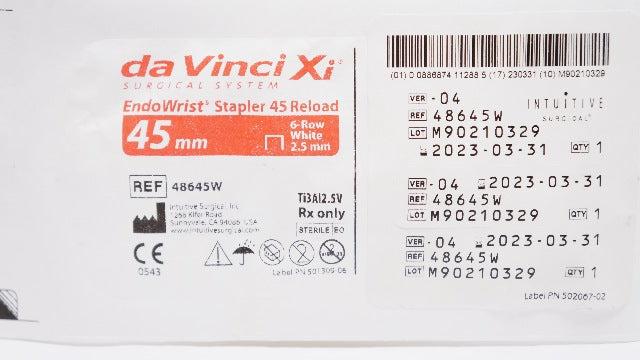 da Vinci Xi
SURGICAL SYSTEM
EndoWrist® Stapler 45 Reload
45 mm
6-Row
White
2.5 mm
REF 48645W
Intuitive Surgical, Inc.
1266 Kifer Road
Sunnyvale, CA 94086 USA
www.intuitivesurgical.com
Ti3Al2.5V
Rx only
STERILE EO
CE
0543
Label PN 501309-06
(01) 0 0886874 11288 5 (17) 230331 (10) M90210329
VER - 04
INTUITIVE
SURGICAL®
REF 48645W
LOT M90210329
2023-03-31 QTY 1
VER - 04 2023-03-31
REF 48645W
LOT M90210329 QTY 1
VER - 04 2023-03-31
REF 48645W
LOT M90210329 QTY 1
Label PN 502067-02